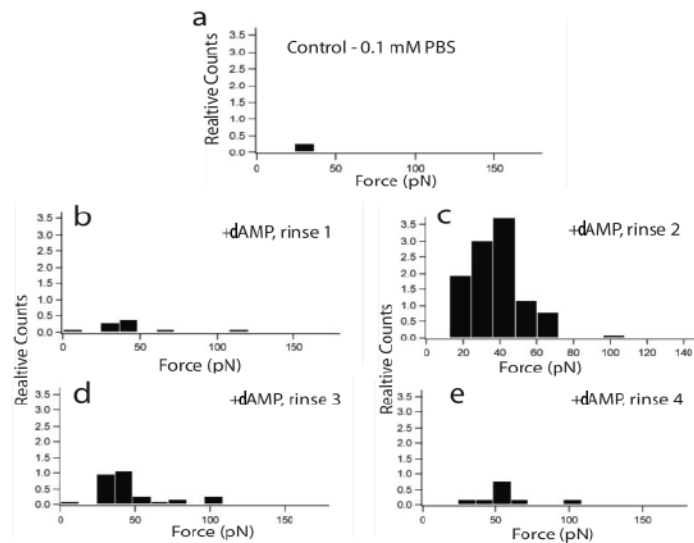 a
Control - 0.1 mM PBS
Realtive Counts
3.5
3.0
2.5
2.0
1.5
1.0
0.5
0.0
0 50 100 150
Force (pN)
b
+dAMP, rinse 1
Realtive Counts
3.5
3.0
2.5
2.0
1.5
1.0
0.5
0.0
0 50 100 150
Force (pN)
c
+dAMP, rinse 2
3.5
3.0
2.5
2.0
1.5
1.0
0.5
0.0
0 20 40 60 80 100 120 140
Force (pN)
d
+dAMP, rinse 3
Realtive Counts
3.5
3.0
2.5
2.0
1.5
1.0
0.5
0.0
0 50 100 150
Force (pN)
e
+dAMP, rinse 4
3.5
3.0
2.5
2.0
1.5
1.0
0.5
0.0
0 50 100 150
Force (pN)